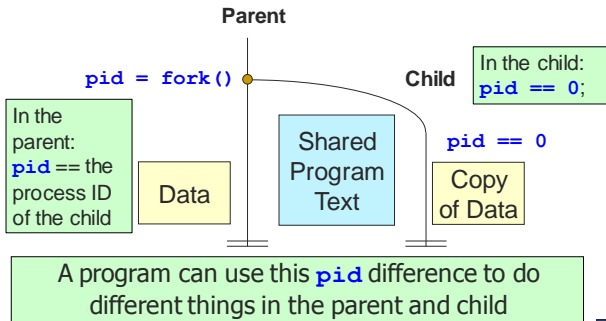 Parent
pid = fork()
Child
In the child:
pid == 0;
In the
parent:
pid == the
process ID
of the child
Data
Shared
Program
Text
pid == 0
Copy
of Data
A program can use this pid difference to do
different things in the parent and child